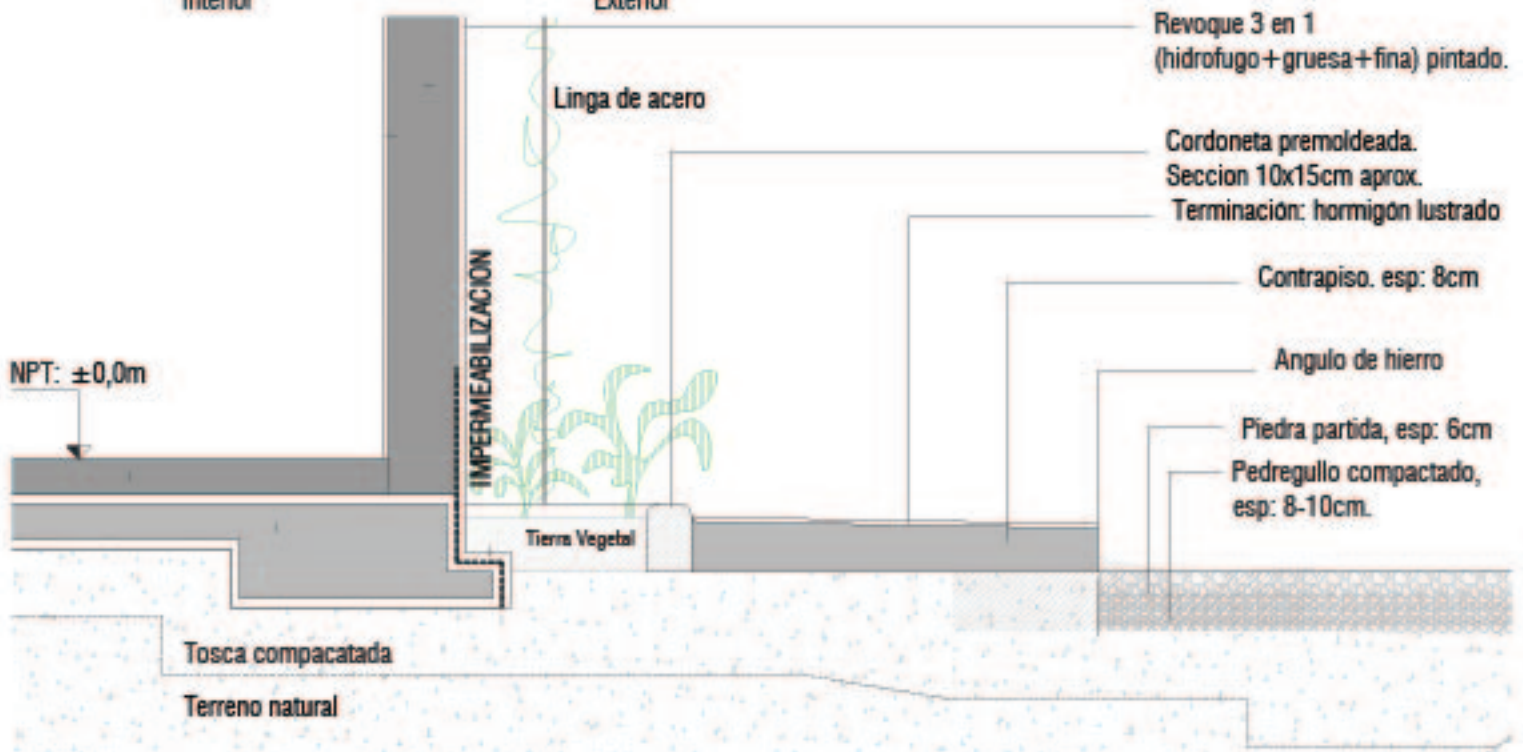 Interior
Exterior
Revoque 3 en 1
(hidrofugo+gruesa+fina) pintado.
Linga de acero
Cordoneta premoldeada.
Seccion 10x15cm aprox.
Terminación: hormigón lustrado
Contrapiso. esp: 8cm
IMPERMEABILIZACION
Angulo de hierro
NPT: ±0,0m
Piedra partida, esp: 6cm
Pedregullo compactado,
esp: 8-10cm.
Tierra Vegetal
Tosca compacatada
Terreno natural